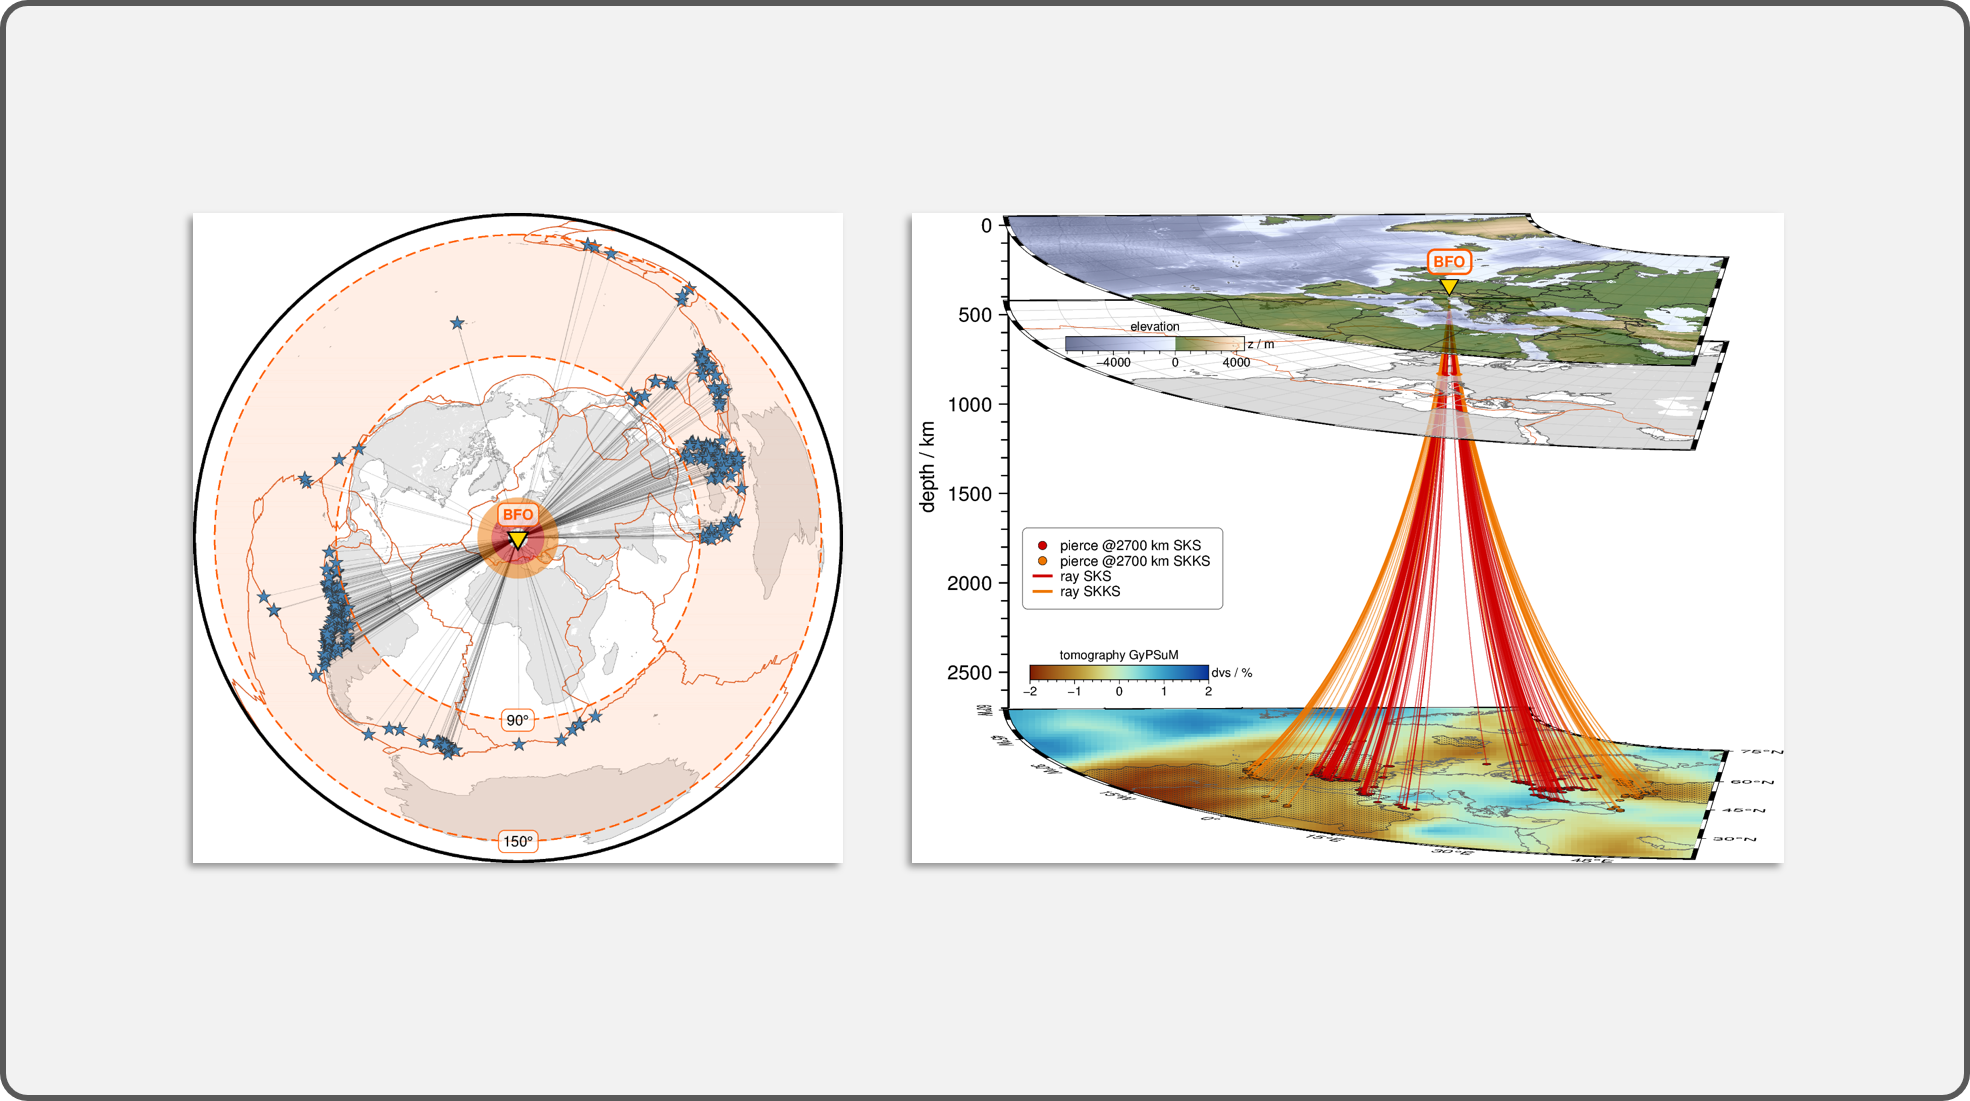 BFO
90°
150°
0
500
1000
1500
2000
2500
depth / km
BFO
elevation
z / m
−4000 0 4000
pierce @2700 km SKS
pierce @2700 km SKKS
ray SKS
ray SKKS
tomography GyPSuM
dvs / %
−2 −1 0 1 2
45°W
30°W
15°W
0°
15°E
30°E
45°E
75°N
60°N
45°N
30°N